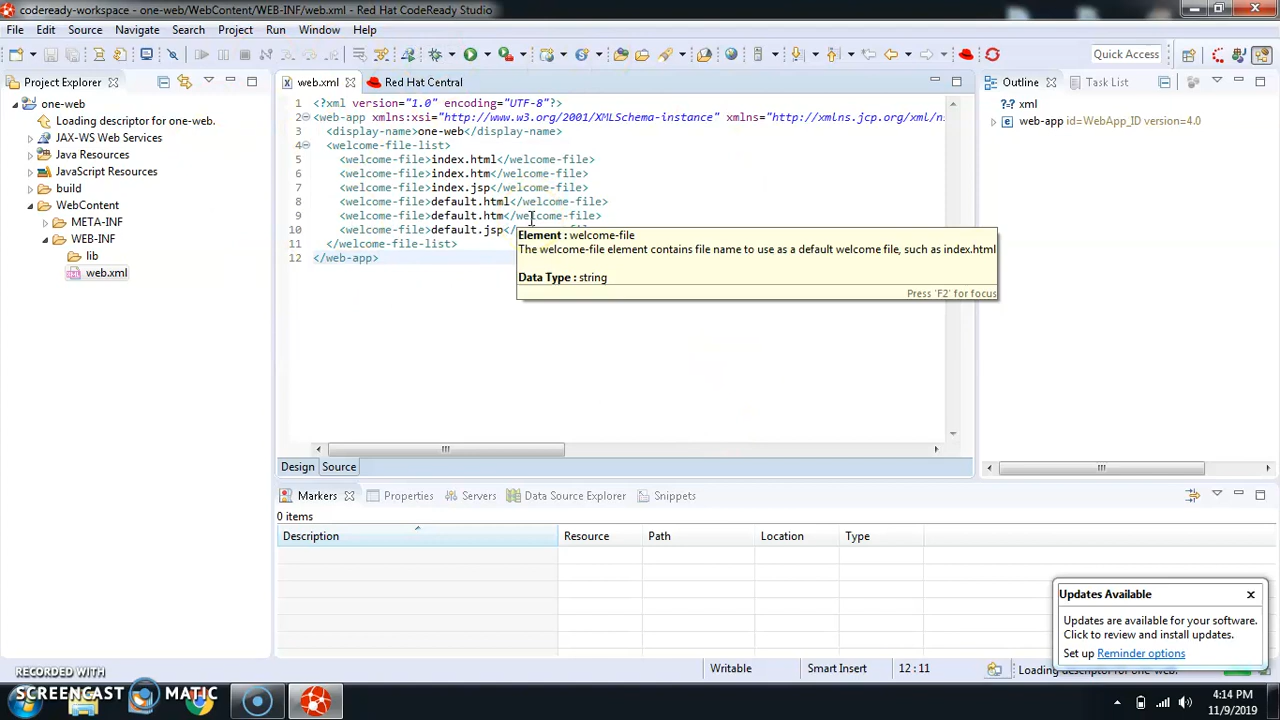 codeready-workspace - one-web/WebContent/WEB-INF/web.xml - Red Hat CodeReady Studio
File Edit Source Navigate Search Project Run Window Help
Quick Access
Project Explorer
web.xml
Red Hat Central
Outline
Task List
one-web
Loading descriptor for one-web.
JAX-WS Web Services
Java Resources
JavaScript Resources
build
WebContent
META-INF
WEB-INF
lib
web.xml
1 <?xml version="1.0" encoding="UTF-8"?>
2 <web-app xmlns:xsi="http://www.w3.org/2001/XMLSchema-instance" xmlns="http://xmlns.jcp.org/xml/n
3 <display-name>one-web</display-name>
4 <welcome-file-list>
5 <welcome-file>index.html</welcome-file>
6 <welcome-file>index.htm</welcome-file>
7 <welcome-file>index.jsp</welcome-file>
8 <welcome-file>default.html</welcome-file>
9 <welcome-file>default.htm</welcome-file>
10 <welcome-file>default.jsp</
11 </welcome-file-list>
12 </web-app>
Element : welcome-file
The welcome-file element contains file name to use as a default welcome file, such as index.html
Data Type : string
Press 'F2' for focus
xml
web-app id=WebApp_ID version=4.0
Design Source
Markers Properties Servers Data Source Explorer Snippets
0 items
Description Resource Path Location Type
Updates Available
Updates are available for your software.
Click to review and install updates.
Set up Reminder options
Writable Smart Insert 12 : 11 Loading descriptor for one-web.
RECORDED WITH
SCREENCAST MATIC
4:14 PM
11/9/2019